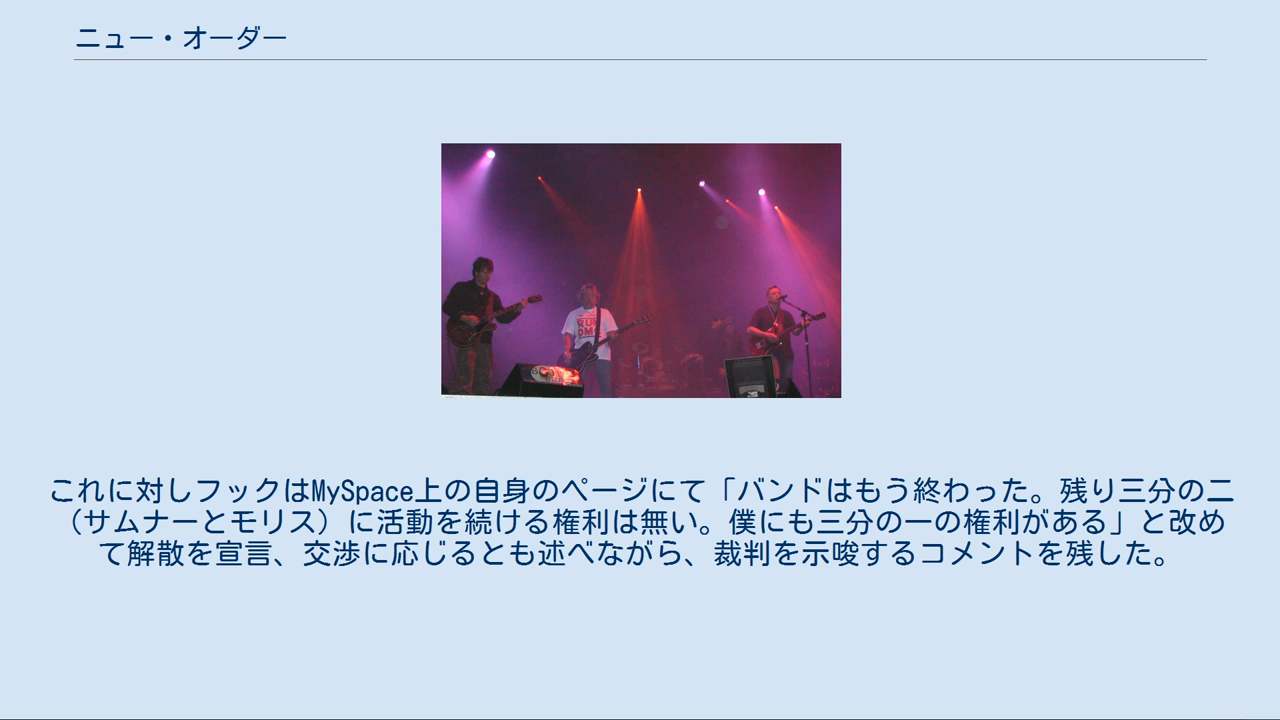 ニュー・オーダー
RUN
これに対しフックはMySpace上の自身のページにて「バンドはもう終わった。残り三分の二
（サムナーとモリス）に活動を続ける権利は無い。僕にも三分の一の権利がある」と改め
て解散を宣言、交渉に応じるとも述べながら、裁判を示唆するコメントを残した。